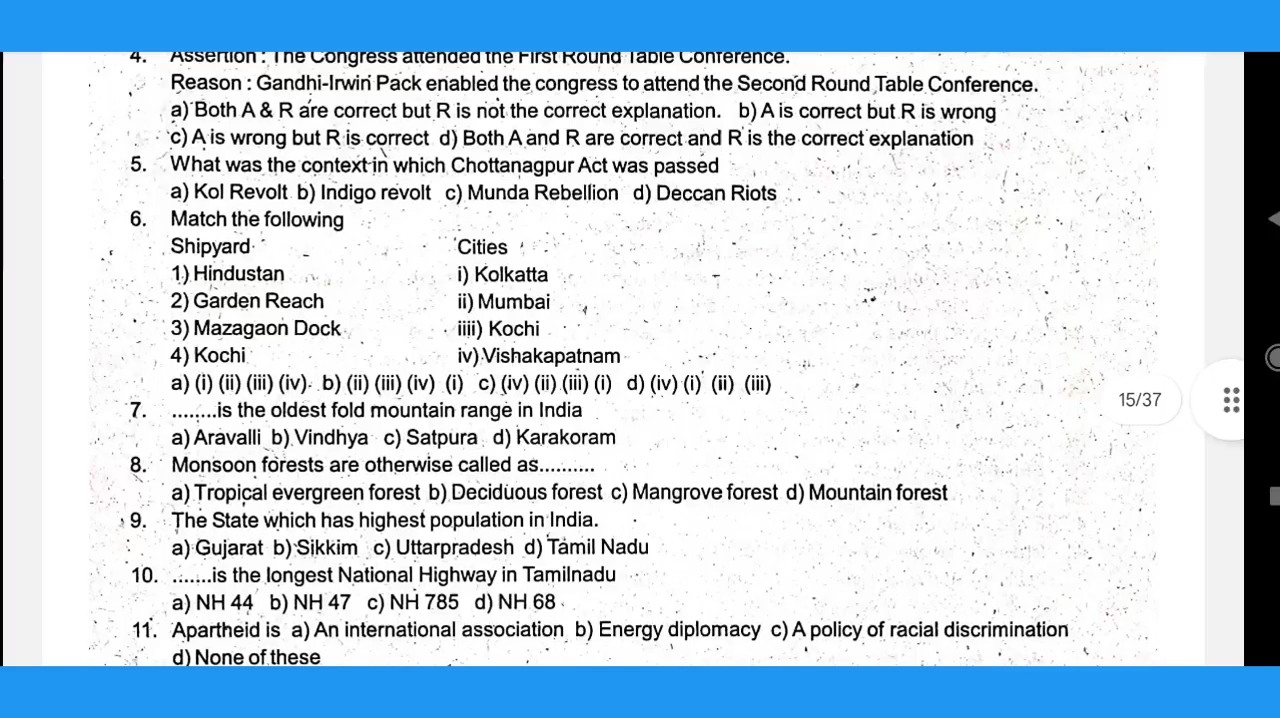 4. Assertion : The Congress attended the First Round Table Conference.
Reason : Gandhi-Irwin Pack enabled the congress to attend the Second Round Table Conference.
a) Both A & R are correct but R is not the correct explanation. b) A is correct but R is wrong
c) A is wrong but R is correct d) Both A and R are correct and R is the correct explanation
5. What was the context in which Chottanagpur Act was passed
a) Kol Revolt b) Indigo revolt c) Munda Rebellion d) Deccan Riots
6. Match the following
Shipyard Cities
1) Hindustan i) Kolkatta
2) Garden Reach ii) Mumbai
3) Mazagaon Dock iiii) Kochi
4) Kochi iv) Vishakapatnam
a) (i) (ii) (iii) (iv) b) (ii) (iii) (iv) (i) c) (iv) (ii) (iii) (i) d) (iv) (i) (ii) (iii)
7. ........is the oldest fold mountain range in India
a) Aravalli b) Vindhya c) Satpura d) Karakoram
15/37
8. Monsoon forests are otherwise called as..........
a) Tropical evergreen forest b) Deciduous forest c) Mangrove forest d) Mountain forest
9. The State which has highest population in India.
a) Gujarat b) Sikkim c) Uttarpradesh d) Tamil Nadu
10. .......is the longest National Highway in Tamilnadu
a) NH 44 b) NH 47 c) NH 785 d) NH 68
11. Apartheid is a) An international association b) Energy diplomacy c) A policy of racial discrimination
d) None of these